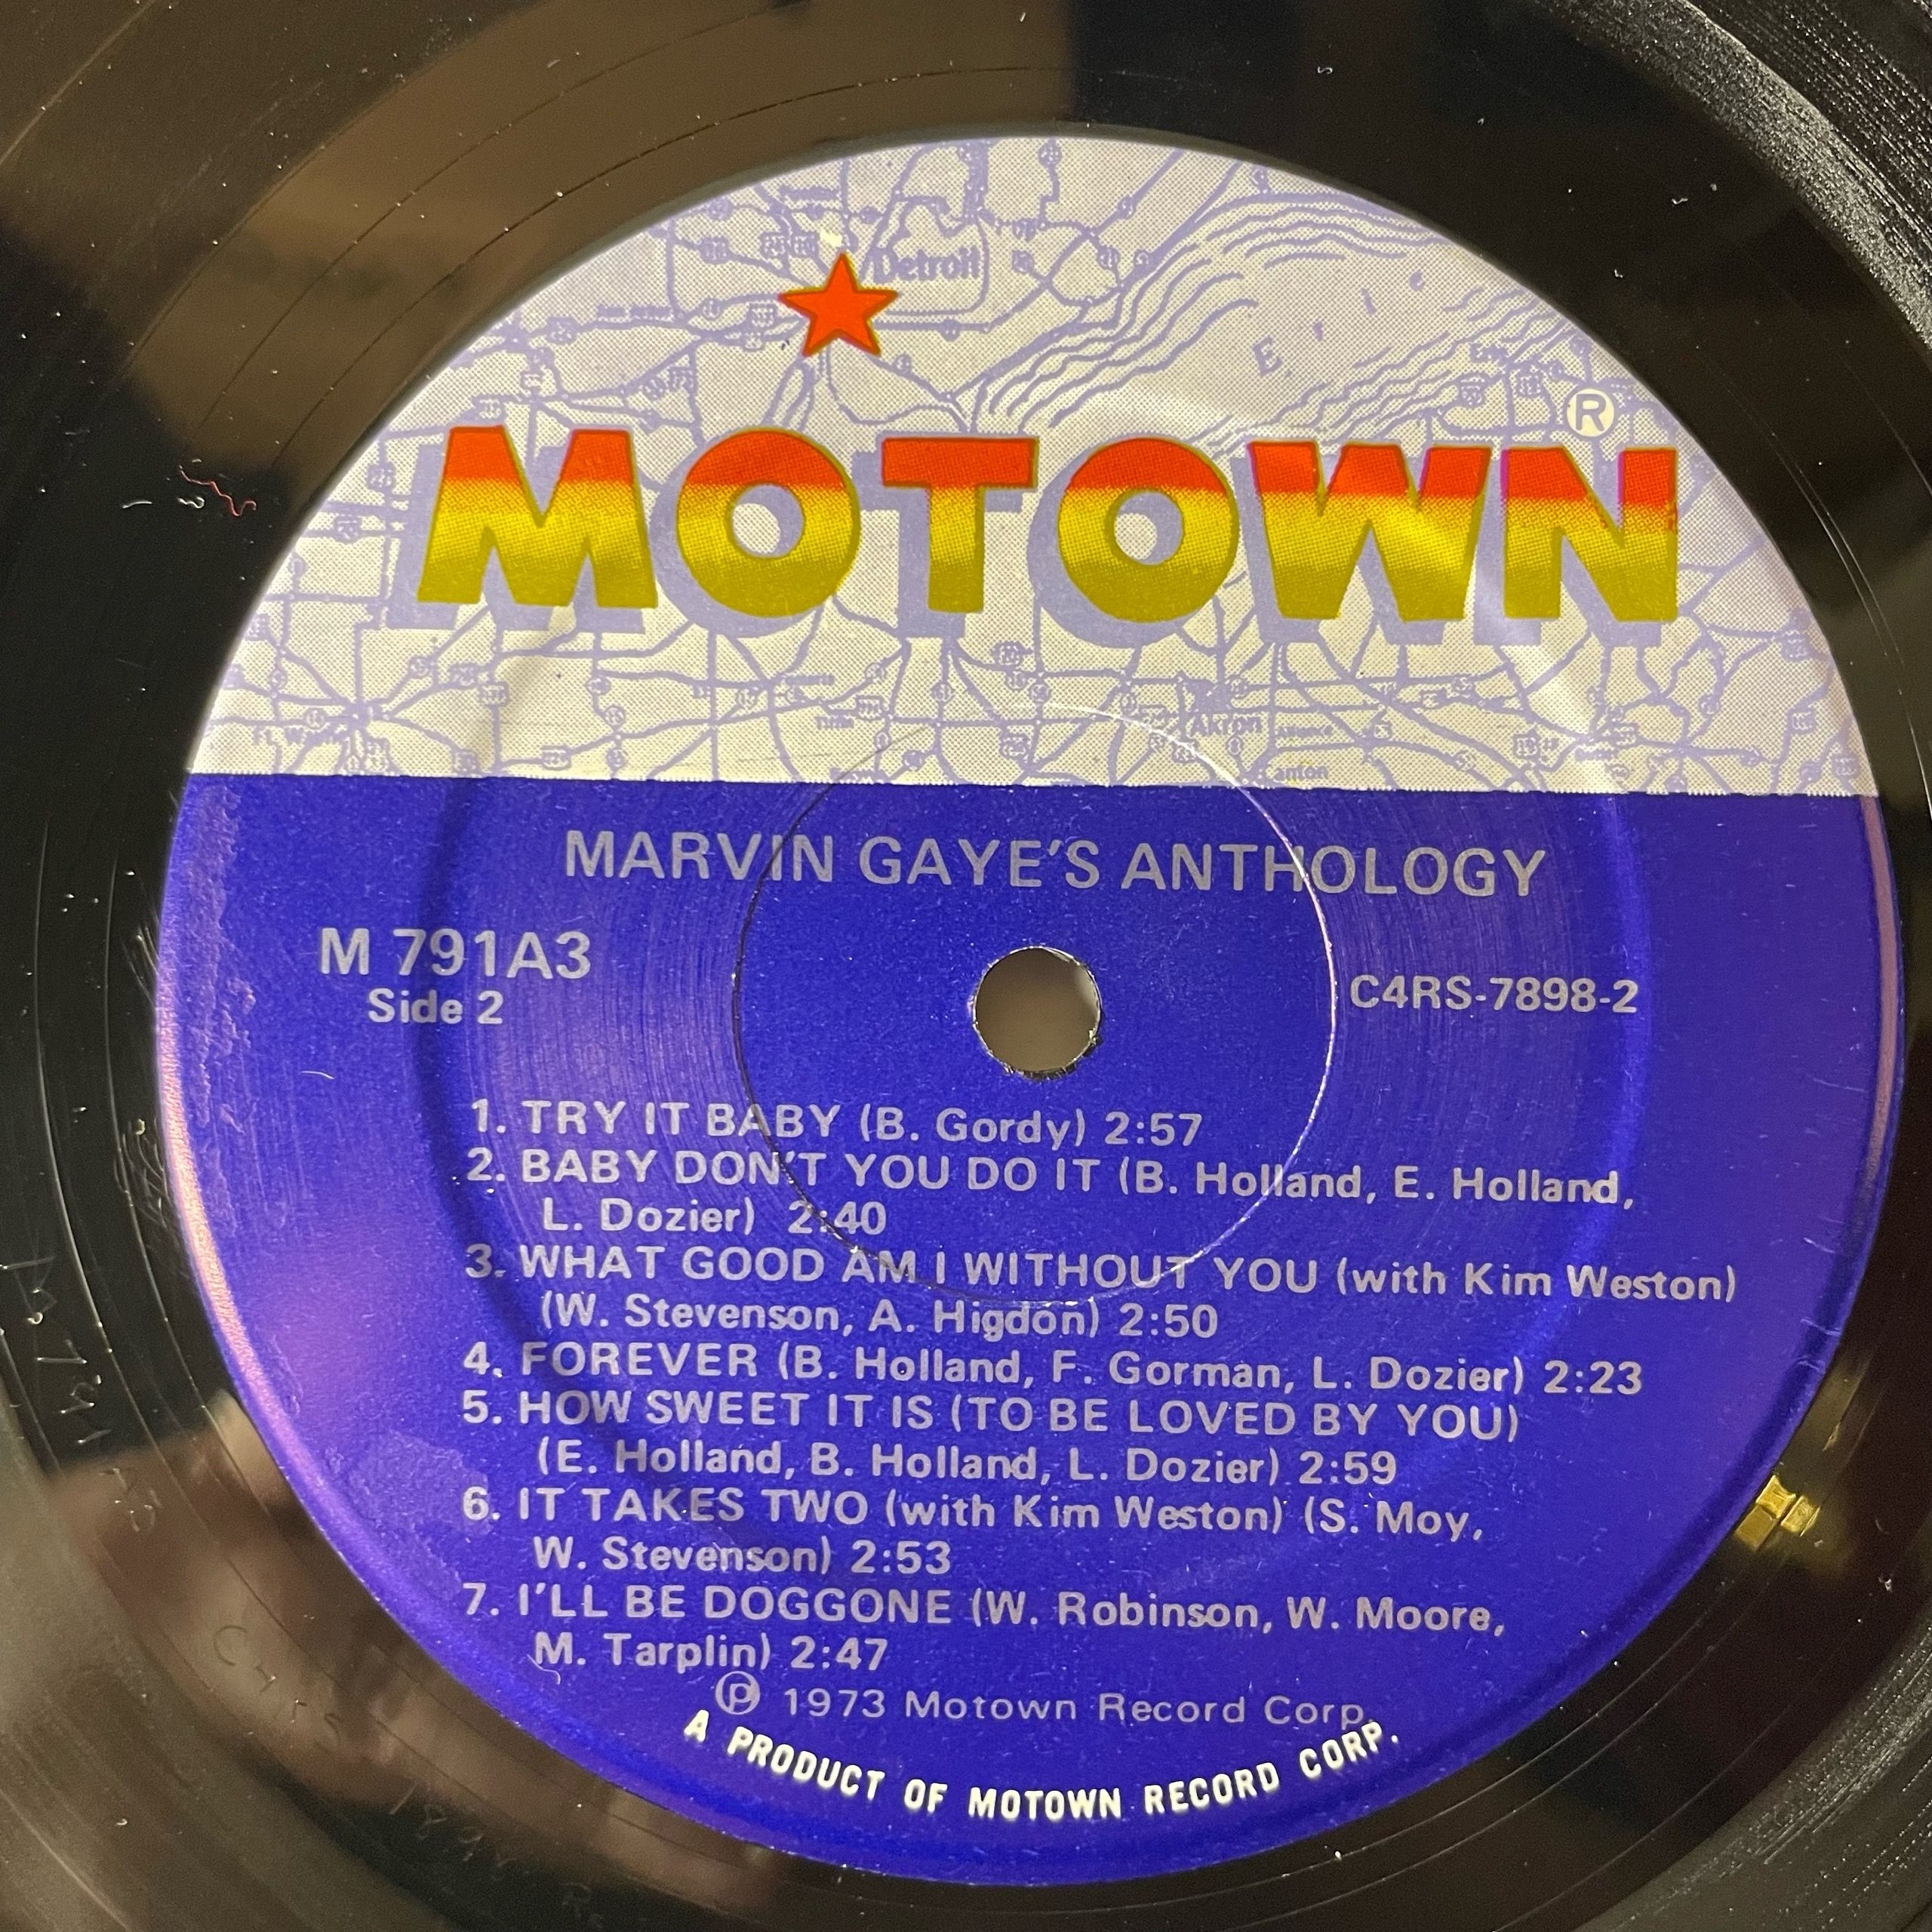 Detroit
Erie
®
MOTOWN
Akron
MARVIN GAYE'S ANTHOLOGY
M 791A3
Side 2
C4RS-7898-2
1. TRY IT BABY (B. Gordy) 2:57
2. BABY DON'T YOU DO IT (B. Holland, E. Holland,
L. Dozier) 2:40
3. WHAT GOOD AM I WITHOUT YOU (with Kim Weston)
(W. Stevenson, A. Higdon) 2:50
4. FOREVER (B. Holland, F. Gorman, L. Dozier) 2:23
5. HOW SWEET IT IS (TO BE LOVED BY YOU)
(E. Holland, B. Holland, L. Dozier) 2:59
6. IT TAKES TWO (with Kim Weston) (S. Moy,
W. Stevenson) 2:53
7. I'LL BE DOGGONE (W. Robinson, W. Moore,
M. Tarplin) 2:47
℗ 1973 Motown Record Corp.
A PRODUCT OF MOTOWN RECORD CORP.